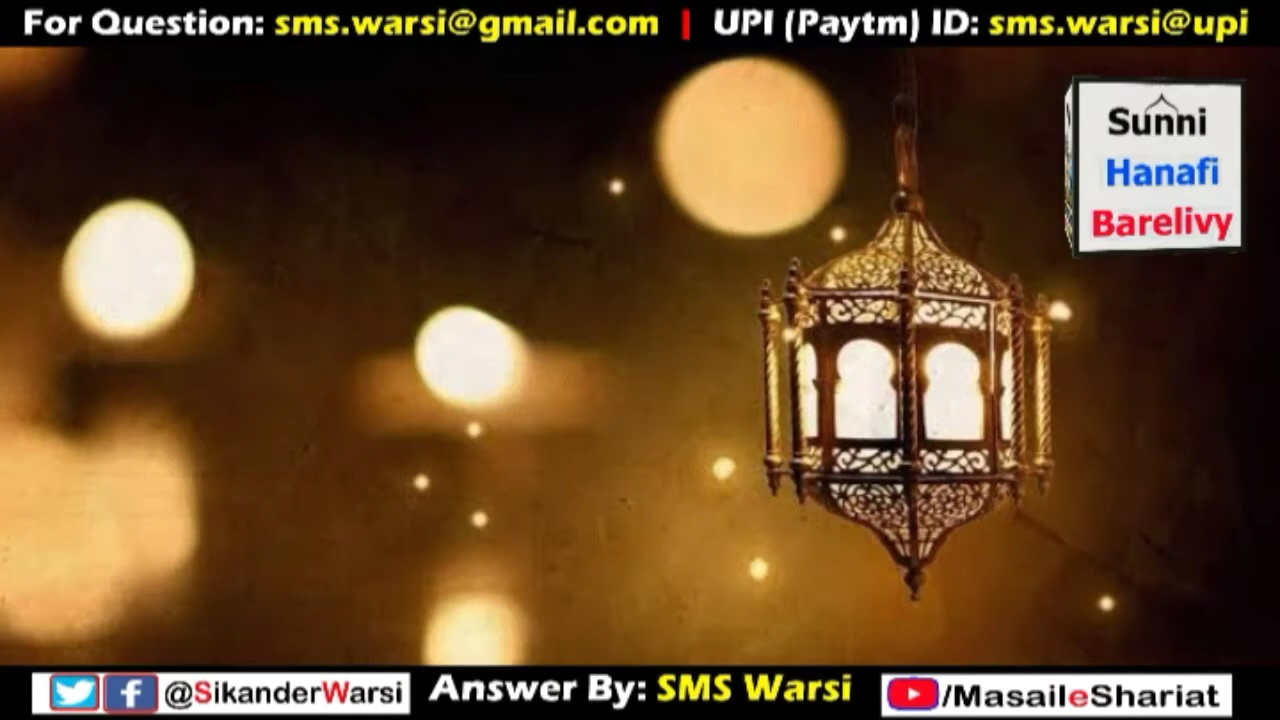 For Question: sms.warsi@gmail.com | UPI (Paytm) ID: sms.warsi@upi
Sunni
Hanafi
Barelivy
@SikanderWarsi
Answer By: SMS Warsi
/MasaileShariat